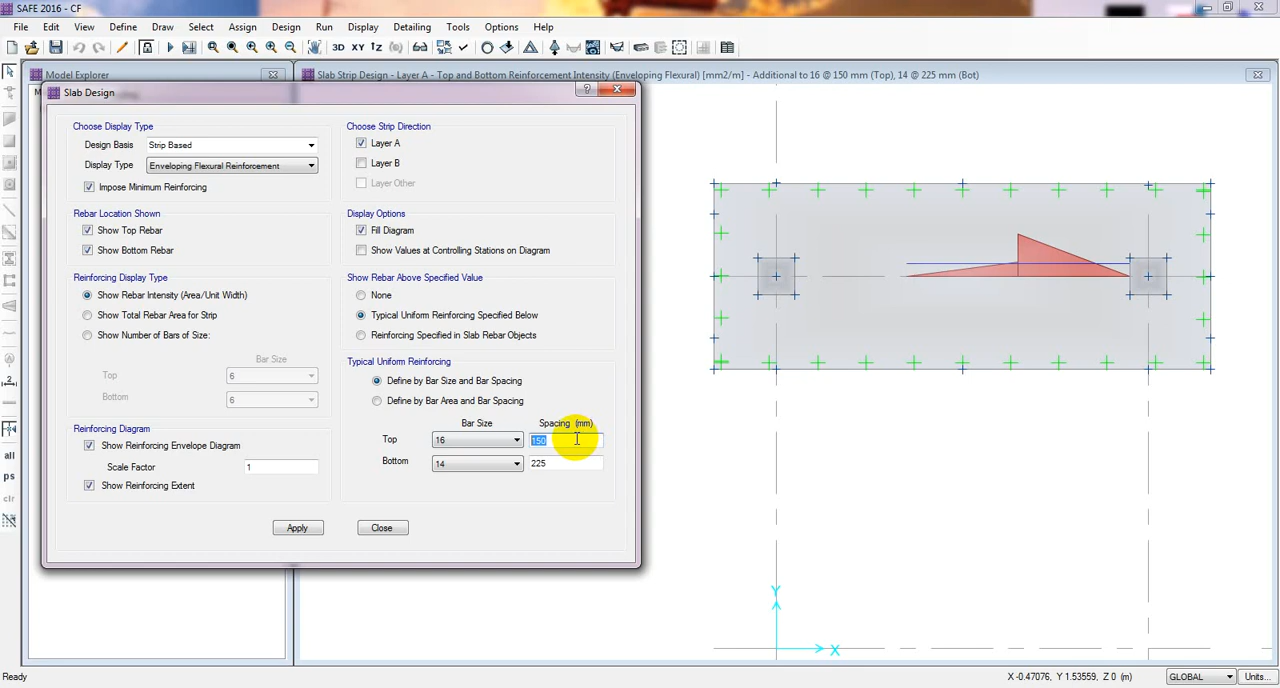 SAFE 2016 - CF
File Edit View Define Draw Select Assign Design Run Display Detailing Tools Options Help
3D XY XZ
Model Explorer
Slab Strip Design - Layer A - Top and Bottom Reinforcement Intensity (Enveloping Flexural) [mm2/m] - Additional to 16 @ 150 mm (Top), 14 @ 225 mm (Bot)
Slab Design
Choose Display Type
Design Basis Strip Based
Display Type Enveloping Flexural Reinforcement
Impose Minimum Reinforcing
Rebar Location Shown
Show Top Rebar
Show Bottom Rebar
Reinforcing Display Type
Show Rebar Intensity (Area/Unit Width)
Show Total Rebar Area for Strip
Show Number of Bars of Size:
Bar Size
Top 6
Bottom 6
Reinforcing Diagram
Show Reinforcing Envelope Diagram
Scale Factor 1
Show Reinforcing Extent
Choose Strip Direction
Layer A
Layer B
Layer Other
Display Options
Fill Diagram
Show Values at Controlling Stations on Diagram
Show Rebar Above Specified Value
None
Typical Uniform Reinforcing Specified Below
Reinforcing Specified in Slab Rebar Objects
Typical Uniform Reinforcing
Define by Bar Size and Bar Spacing
Define by Bar Area and Bar Spacing
Bar Size Spacing (mm)
Top 16 150
Bottom 14 225
Apply Close
all
ps
clr
Y
X
Ready
X -0.47076, Y 1.53559, Z 0 (m)
GLOBAL
Units...